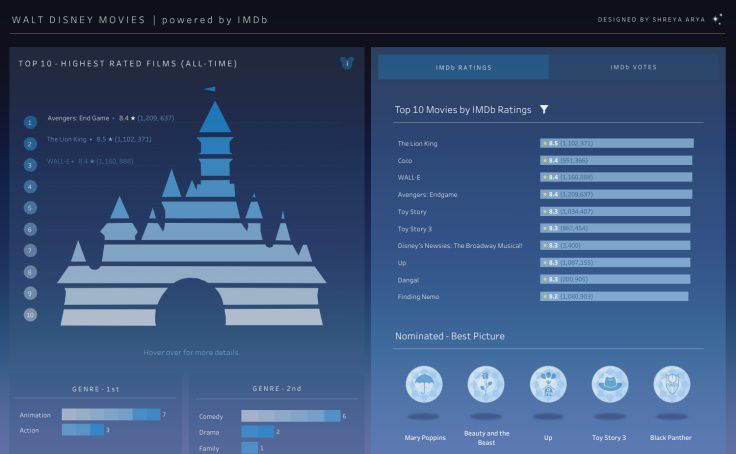 WALT DISNEY MOVIES | powered by IMDb
DESIGNED BY SHREYA ARYA
TOP 10 - HIGHEST RATED FILMS (ALL-TIME)
1 Avengers: End Game • 8.4 ★ (1,209, 637)
2 The Lion King • 8.5 ★ (1,102, 371)
3 WALL-E • 8.4 ★ (1,160, 888)
4
5
6
7
8
9
10
Hover over for more details.
GENRE - 1st
Animation 7
Action 3
GENRE - 2nd
Comedy 6
Drama 2
Family 1
IMDb RATINGS
IMDb VOTES
Top 10 Movies by IMDb Ratings
The Lion King ★ 8.5 (1,102,371)
Coco ★ 8.4 (551,366)
WALL·E ★ 8.4 (1,160,888)
Avengers: Endgame ★ 8.4 (1,209,637)
Toy Story ★ 8.3 (1,034,407)
Toy Story 3 ★ 8.3 (867,454)
Disney's Newsies: The Broadway Musical! ★ 8.3 (3,400)
Up ★ 8.3 (1,087,355)
Dangal ★ 8.3 (200,905)
Finding Nemo ★ 8.2 (1,080,903)
Nominated - Best Picture
Mary Poppins
Beauty and the
Beast
Up
Toy Story 3
Black Panther